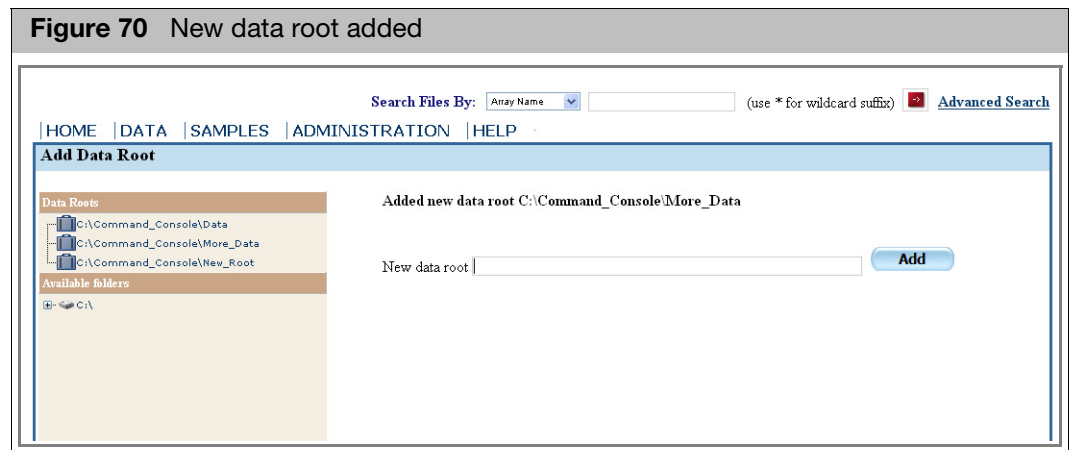 Figure 70 New data root added
Search Files By: Array Name (use * for wildcard suffix) Advanced Search
|HOME |DATA |SAMPLES |ADMINISTRATION |HELP
Add Data Root
Data Roots
C:\Command_Console\Data
C:\Command_Console\More_Data
C:\Command_Console\New_Root
Available folders
C:\
Added new data root C:\Command_Console\More_Data
New data root Add